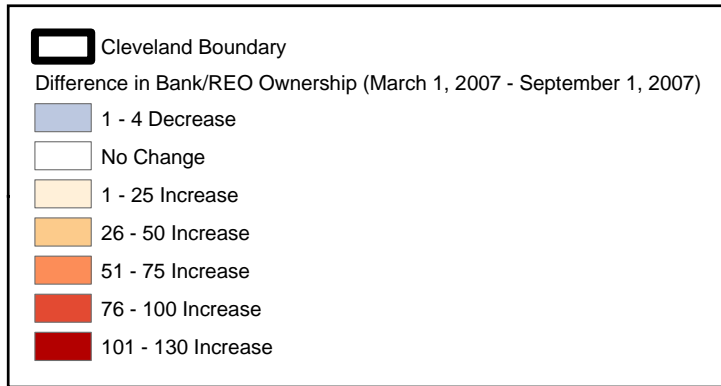 Cleveland Boundary
Difference in Bank/REO Ownership (March 1, 2007 - September 1, 2007)
1 - 4 Decrease
No Change
1 - 25 Increase
26 - 50 Increase
51 - 75 Increase
76 - 100 Increase
101 - 130 Increase